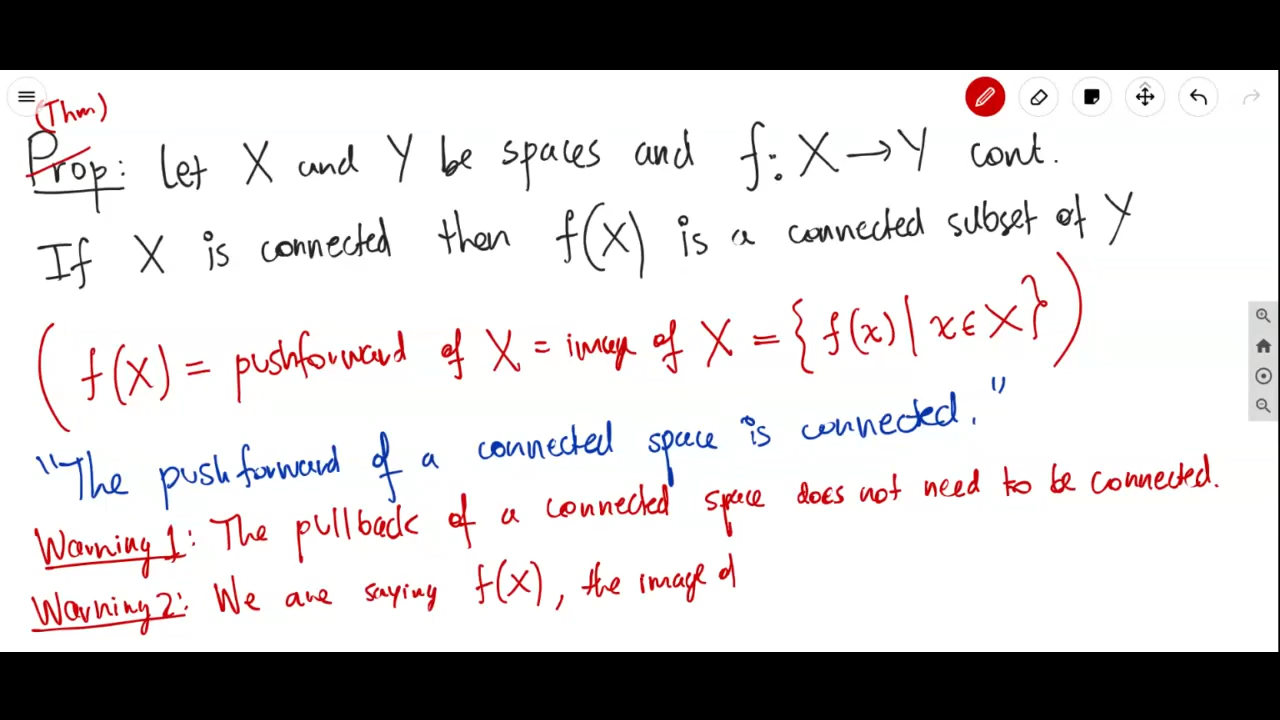 (Thm)
Prop: Let X and Y be spaces and f: X → Y cont.
If X is connected then f(X) is a connected subset of Y
( f(X) = pushforward of X = image of X = { f(x) | x ∈ X } )
"The pushforward of a connected space is connected."
Warning 1: The pullback of a connected space does not need to be connected.
Warning 2: We are saying f(X), the image of